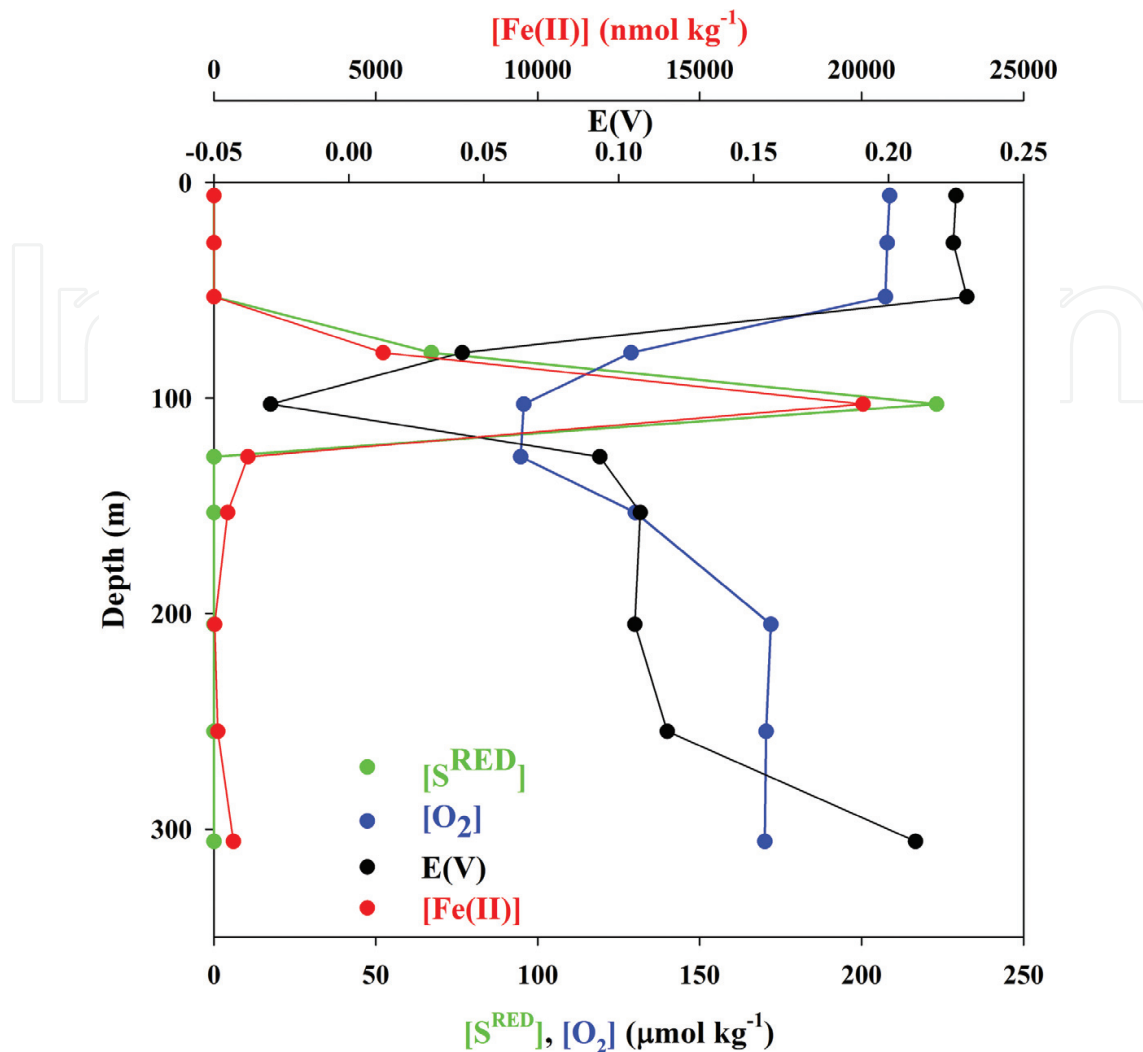 [Fe(II)] (nmol kg⁻¹)
0 5000 10000 15000 20000 25000
E(V)
-0.05 0.00 0.05 0.10 0.15 0.20 0.25
0
100
200
300
Depth (m)
[S^RED]
[O₂]
E(V)
[Fe(II)]
0 50 100 150 200 250
[S^RED], [O₂] (μmol kg⁻¹)